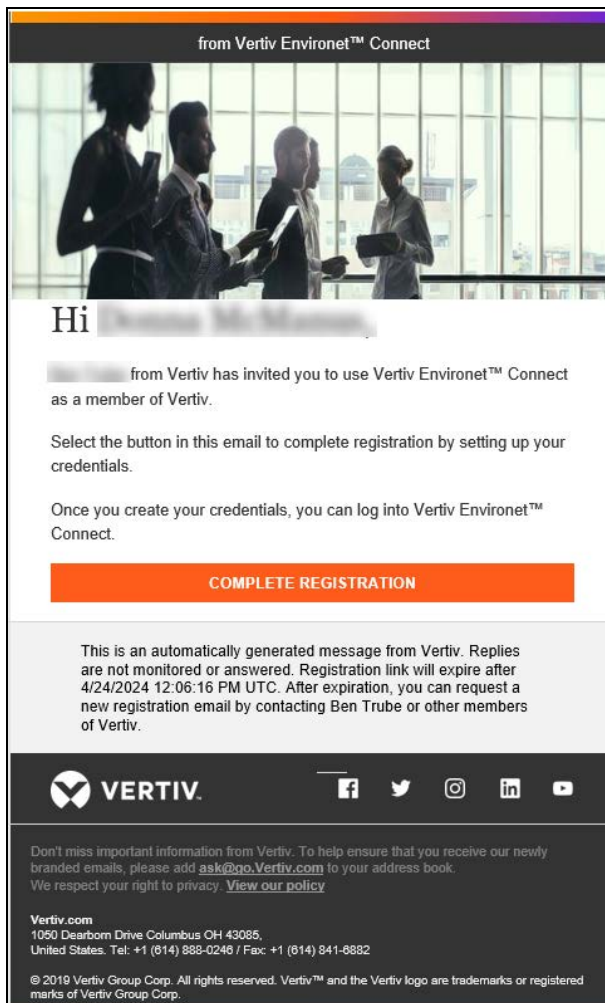 from Vertiv Environet™ Connect
Hi
from Vertiv has invited you to use Vertiv Environet™ Connect
as a member of Vertiv.
Select the button in this email to complete registration by setting up your
credentials.
Once you create your credentials, you can log into Vertiv Environet™
Connect.
COMPLETE REGISTRATION
This is an automatically generated message from Vertiv. Replies
are not monitored or answered. Registration link will expire after
4/24/2024 12:06:16 PM UTC. After expiration, you can request a
new registration email by contacting Ben Trube or other members
of Vertiv.
VERTIV™
Don't miss important information from Vertiv. To help ensure that you receive our newly
branded emails, please add ask@go.Vertiv.com to your address book.
We respect your right to privacy. View our policy
Vertiv.com
1050 Dearborn Drive Columbus OH 43085,
United States. Tel: +1 (614) 888-0246 / Fax: +1 (614) 841-6882
© 2019 Vertiv Group Corp. All rights reserved. Vertiv™ and the Vertiv logo are trademarks or registered
marks of Vertiv Group Corp.